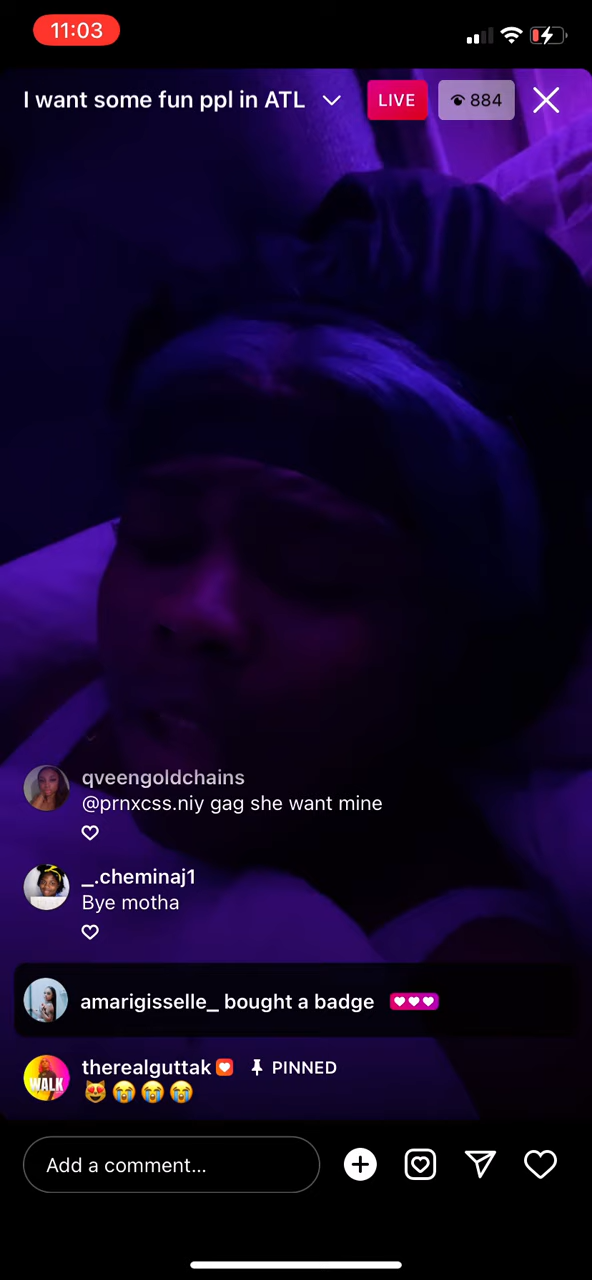 11:03
I want some fun ppl in ATL
LIVE
884
qveengoldchains
@prnxcss.niy gag she want mine
_.cheminaj1
Bye motha
amarigisselle_ bought a badge
therealguttak PINNED
😻😭😭😭
WALK
Add a comment...